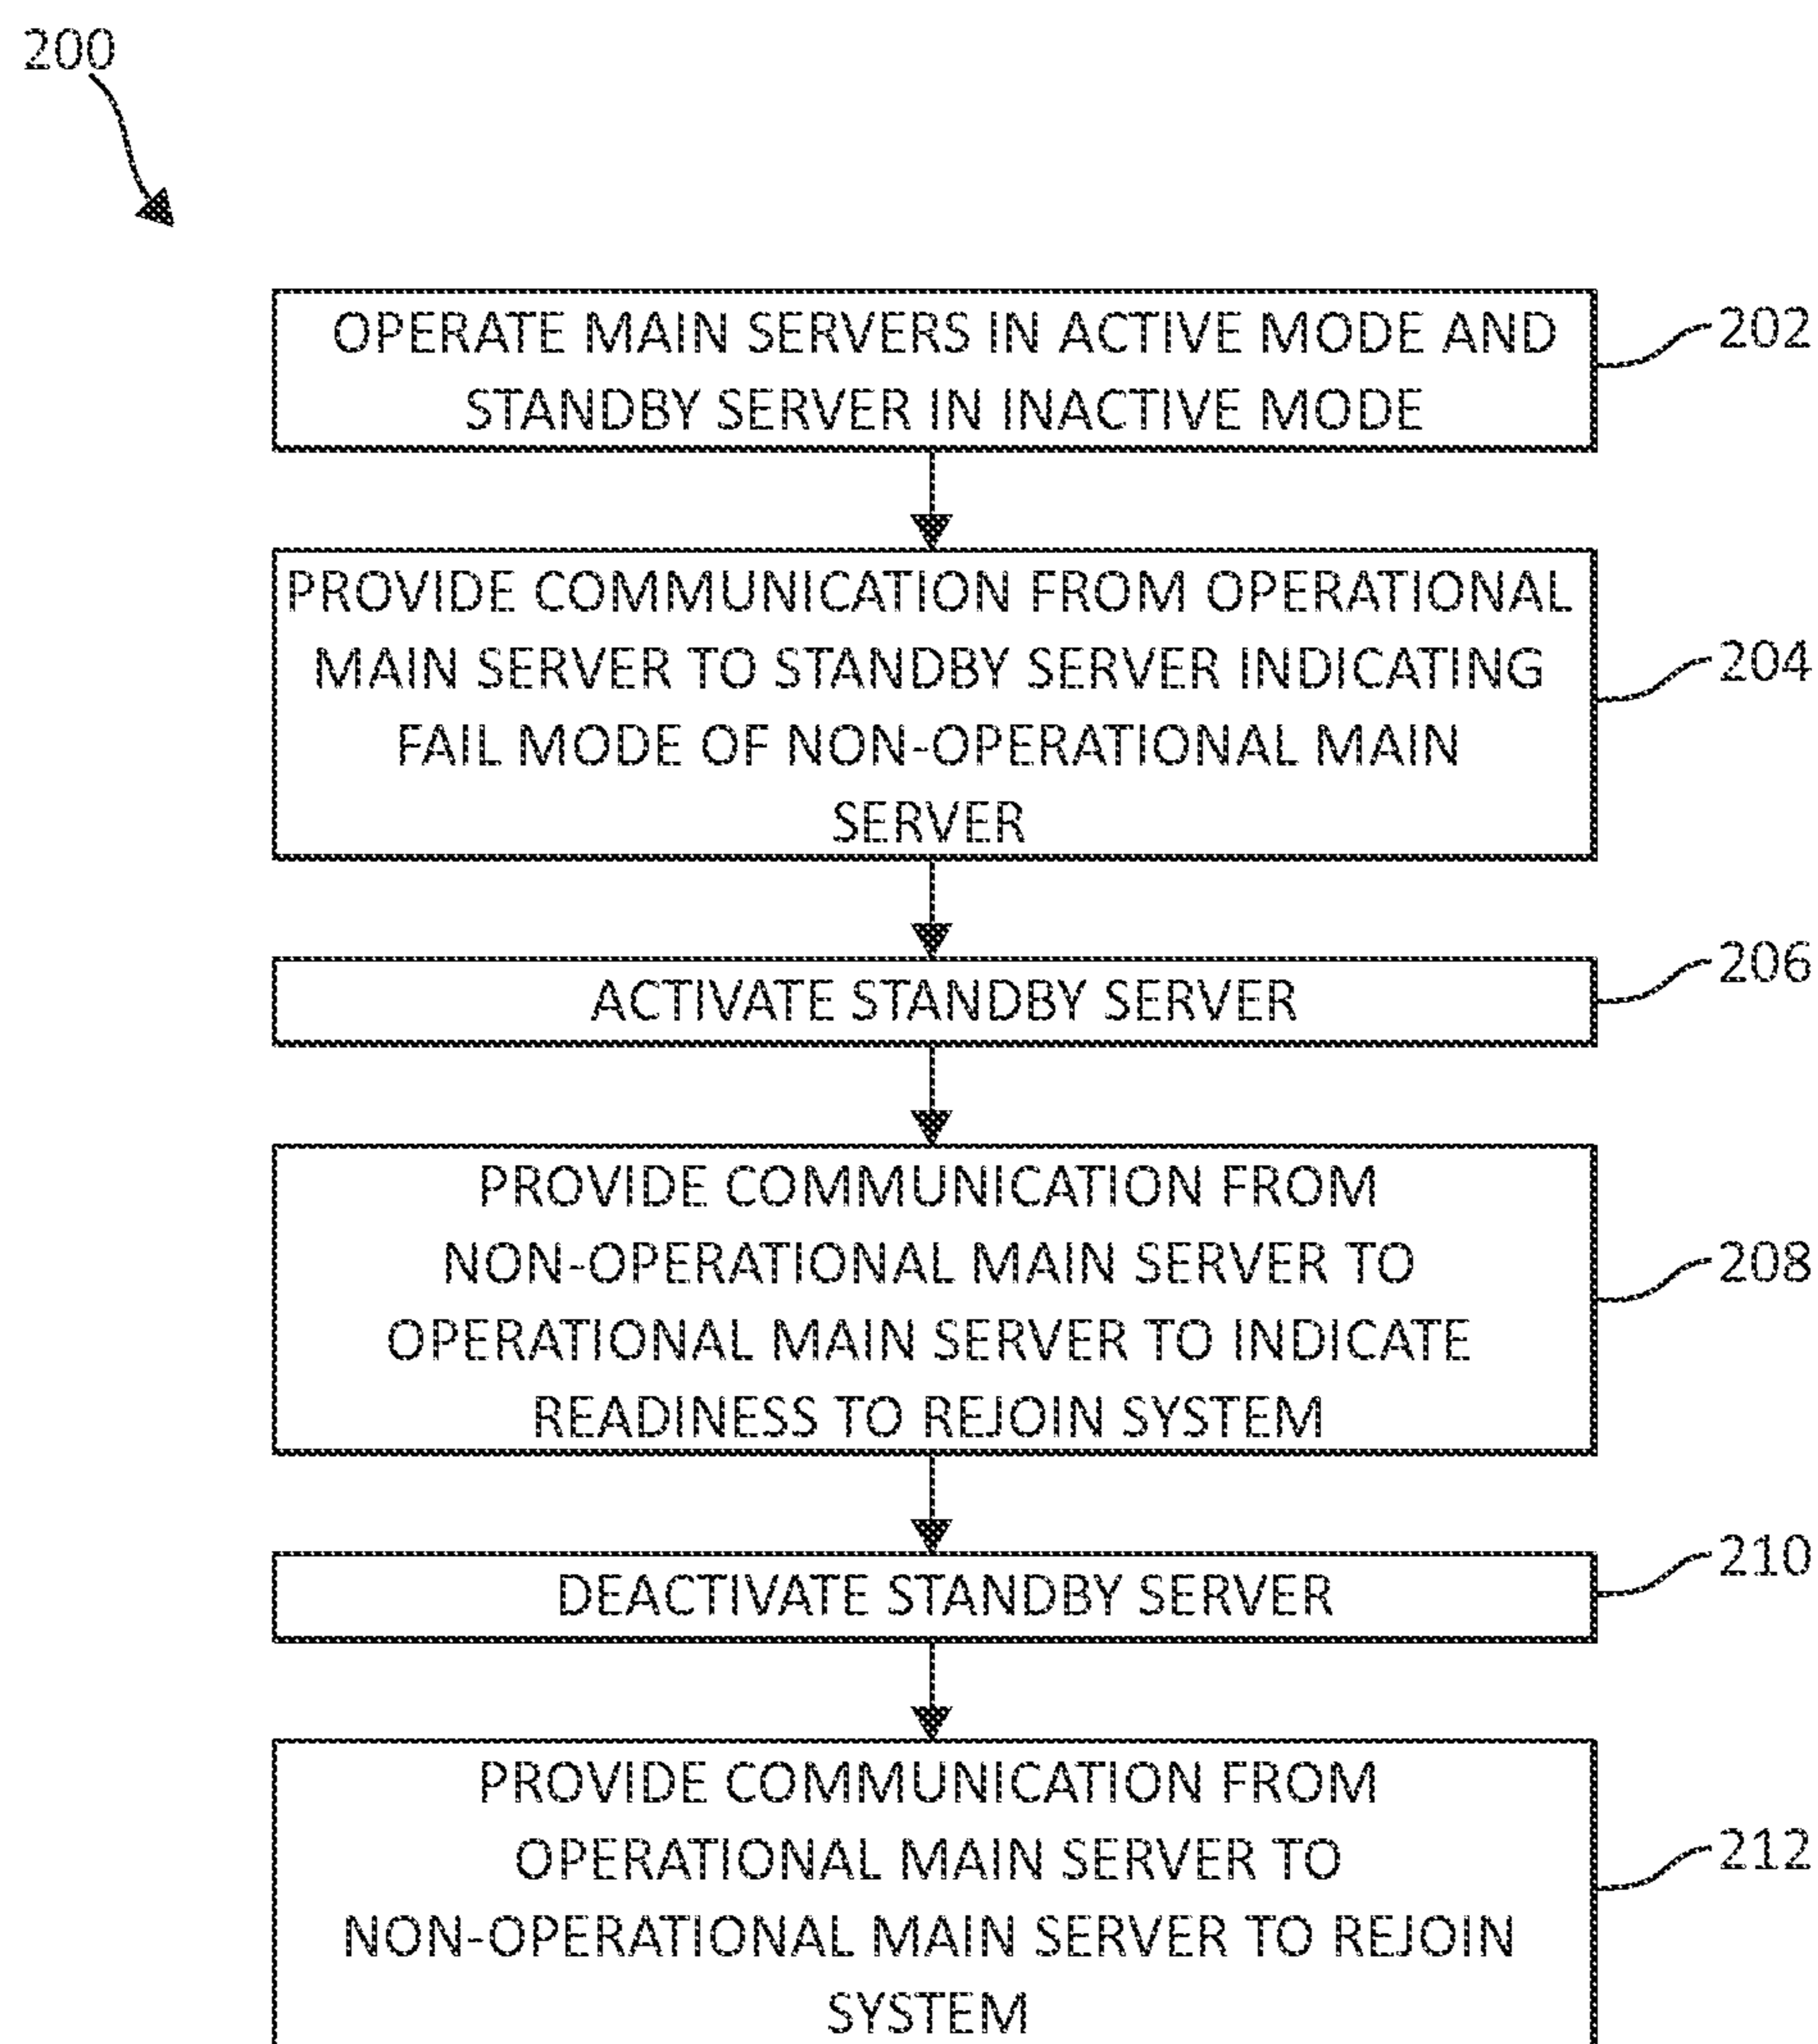 200
OPERATE MAIN SERVERS IN ACTIVE MODE AND
STANDBY SERVER IN INACTIVE MODE
202
PROVIDE COMMUNICATION FROM OPERATIONAL
MAIN SERVER TO STANDBY SERVER INDICATING
FAIL MODE OF NON-OPERATIONAL MAIN
SERVER
204
ACTIVATE STANDBY SERVER
206
PROVIDE COMMUNICATION FROM
NON-OPERATIONAL MAIN SERVER TO
OPERATIONAL MAIN SERVER TO INDICATE
READINESS TO REJOIN SYSTEM
208
DEACTIVATE STANDBY SERVER
210
PROVIDE COMMUNICATION FROM
OPERATIONAL MAIN SERVER TO
NON-OPERATIONAL MAIN SERVER TO REJOIN
SYSTEM
212